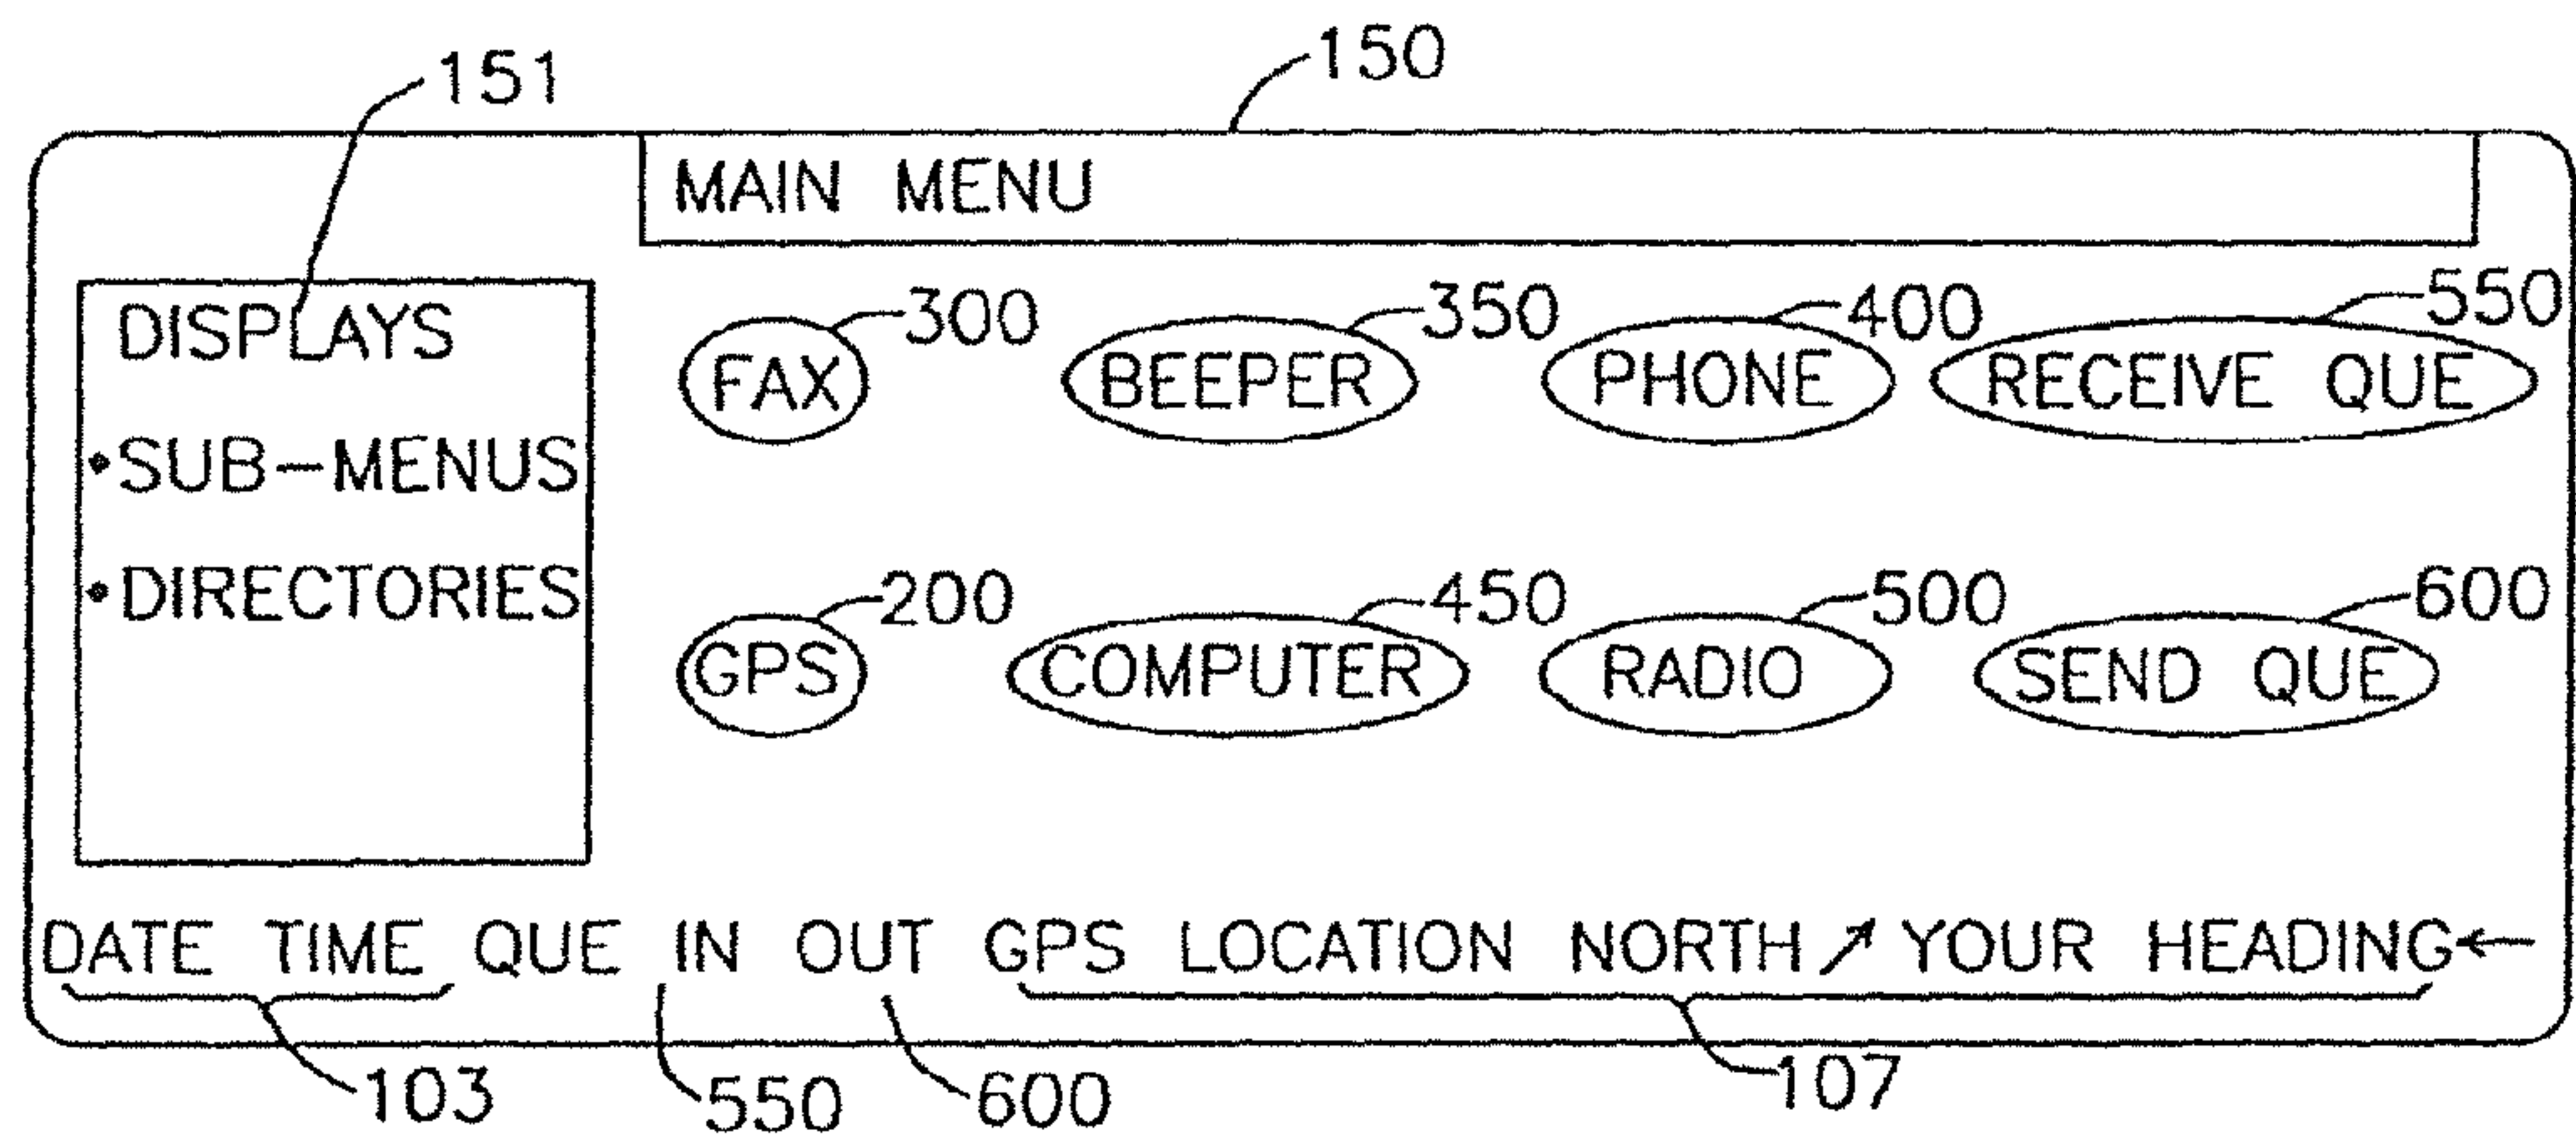 151 150
MAIN MENU
DISPLAYS
•SUB-MENUS
•DIRECTORIES
300 350 400 550
FAX BEEPER PHONE RECEIVE QUE
200 450 500 600
GPS COMPUTER RADIO SEND QUE
DATE TIME QUE IN OUT GPS LOCATION NORTH ↗ YOUR HEADING←
103 550 600 107